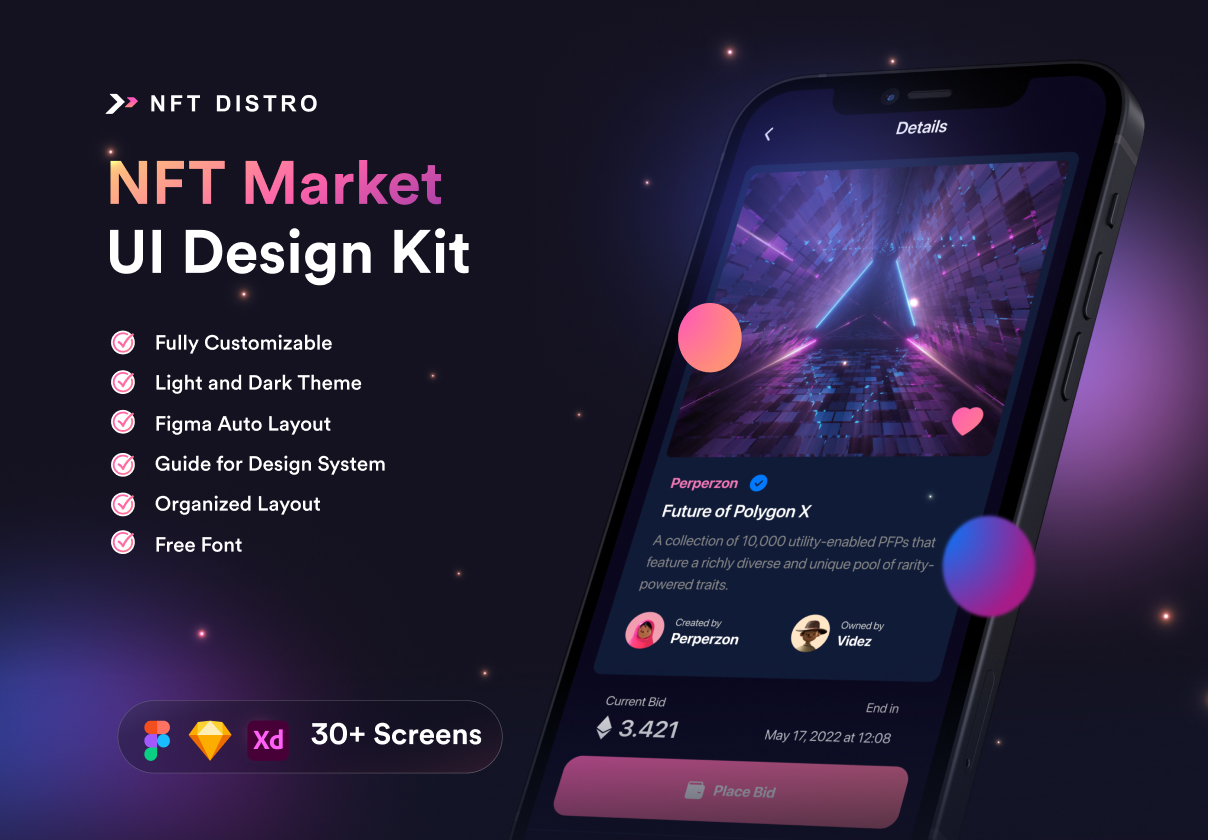 NFT DISTRO
NFT Market
UI Design Kit
Fully Customizable
Light and Dark Theme
Figma Auto Layout
Guide for Design System
Organized Layout
Free Font
Xd
30+ Screens
Details
Perperzon
Future of Polygon X
A collection of 10,000 utility-enabled PFPs that
feature a richly diverse and unique pool of rarity-
powered traits.
Created by
Perperzon
Owned by
Videz
Current Bid
3.421
End in
May 17, 2022 at 12:08
Place Bid